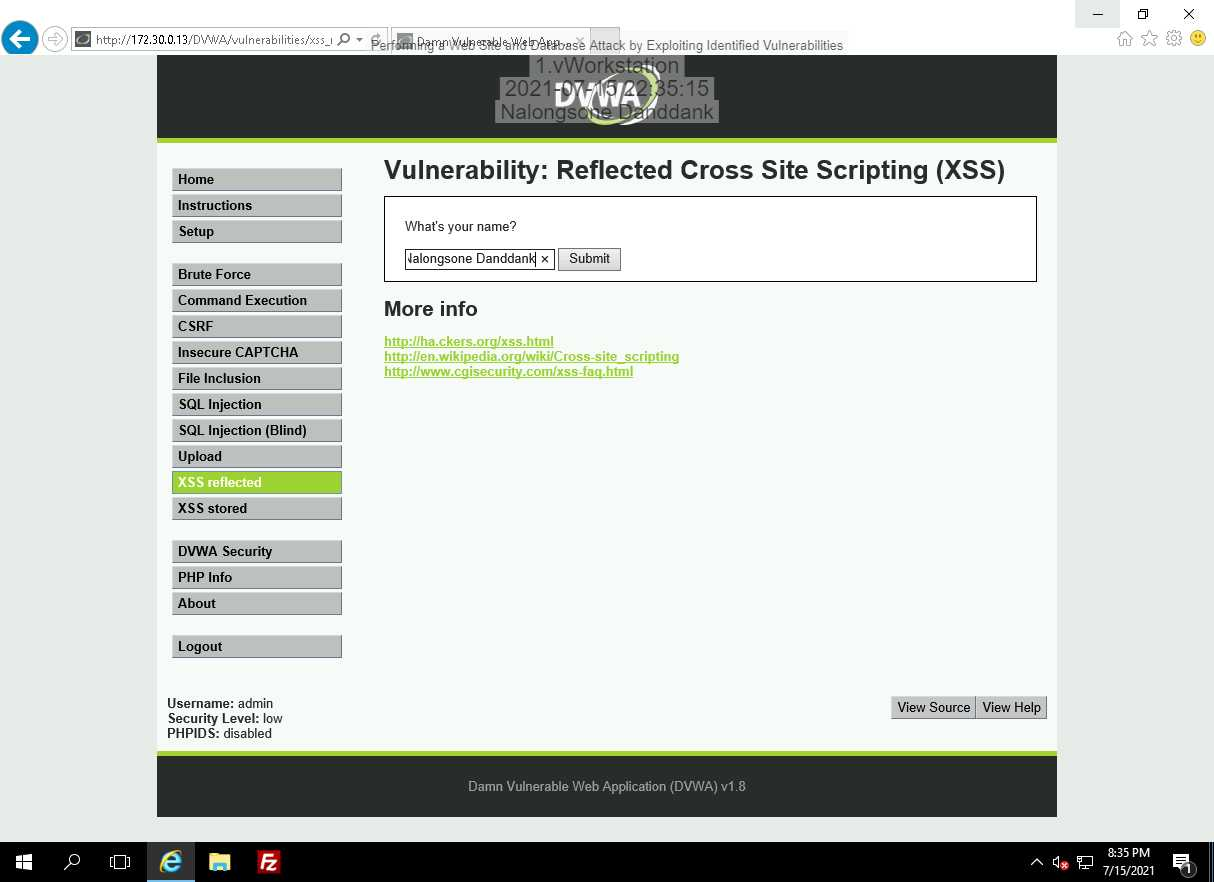 http://172.30.0.13/DVWA/vulnerabilities/xss_
Damn Vulnerable Web App...
Performing a Web Site and Database Attack by Exploiting Identified Vulnerabilities
1.vWorkstation
2021-07-15 22:35:15
Nalongsone Danddank
DVWA
Home
Instructions
Setup
Brute Force
Command Execution
CSRF
Insecure CAPTCHA
File Inclusion
SQL Injection
SQL Injection (Blind)
Upload
XSS reflected
XSS stored
DVWA Security
PHP Info
About
Logout
Vulnerability: Reflected Cross Site Scripting (XSS)
What's your name?
Nalongsone Danddank × Submit
More info
http://ha.ckers.org/xss.html
http://en.wikipedia.org/wiki/Cross-site_scripting
http://www.cgisecurity.com/xss-faq.html
Username: admin
Security Level: low
PHPIDS: disabled
View Source View Help
Damn Vulnerable Web Application (DVWA) v1.8
Fz
8:35 PM
7/15/2021
1